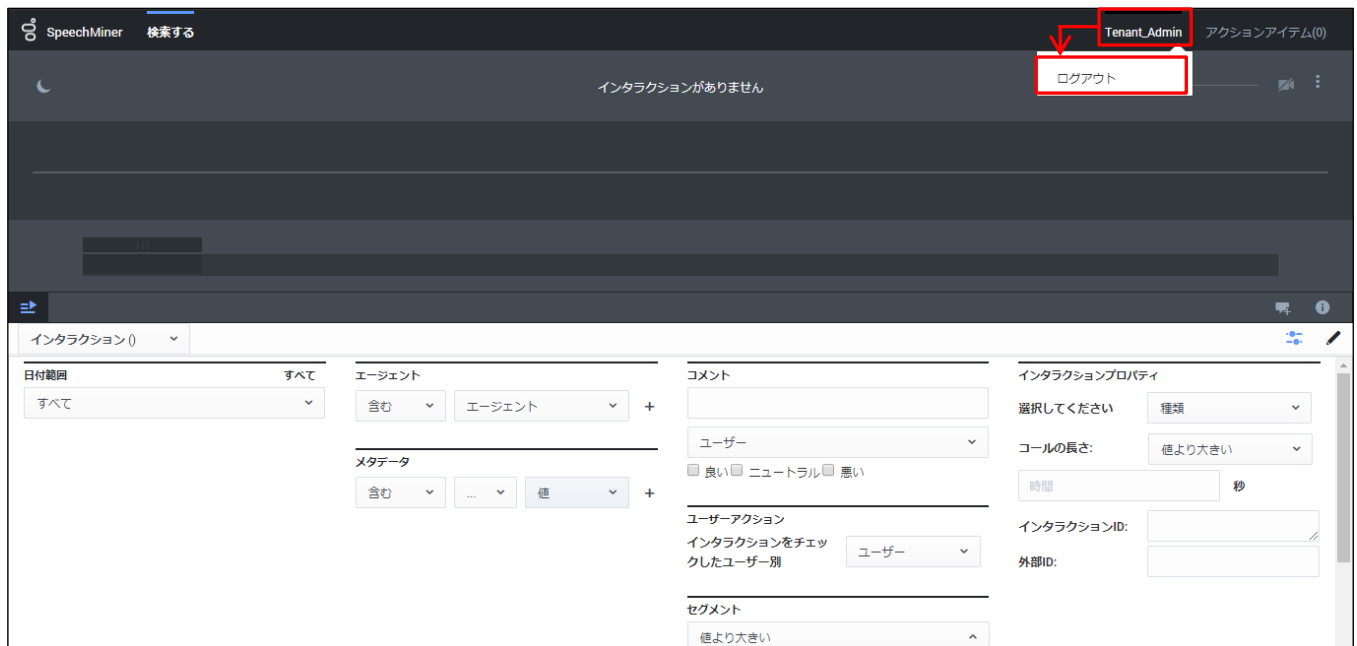 SpeechMiner 検索する Tenant_Admin アクションアイテム(0)
ログアウト
インタラクションがありません
インタラクション ()
日付範囲 すべて
すべて
エージェント
含む エージェント +
メタデータ
含む ... 値 +
コメント
ユーザー
良い ニュートラル 悪い
ユーザーアクション
インタラクションをチェッ
クしたユーザー別
ユーザー
セグメント
値より大きい
インタラクションプロパティ
選択してください 種類
コールの長さ: 値より大きい
時間 秒
インタラクションID:
外部ID: